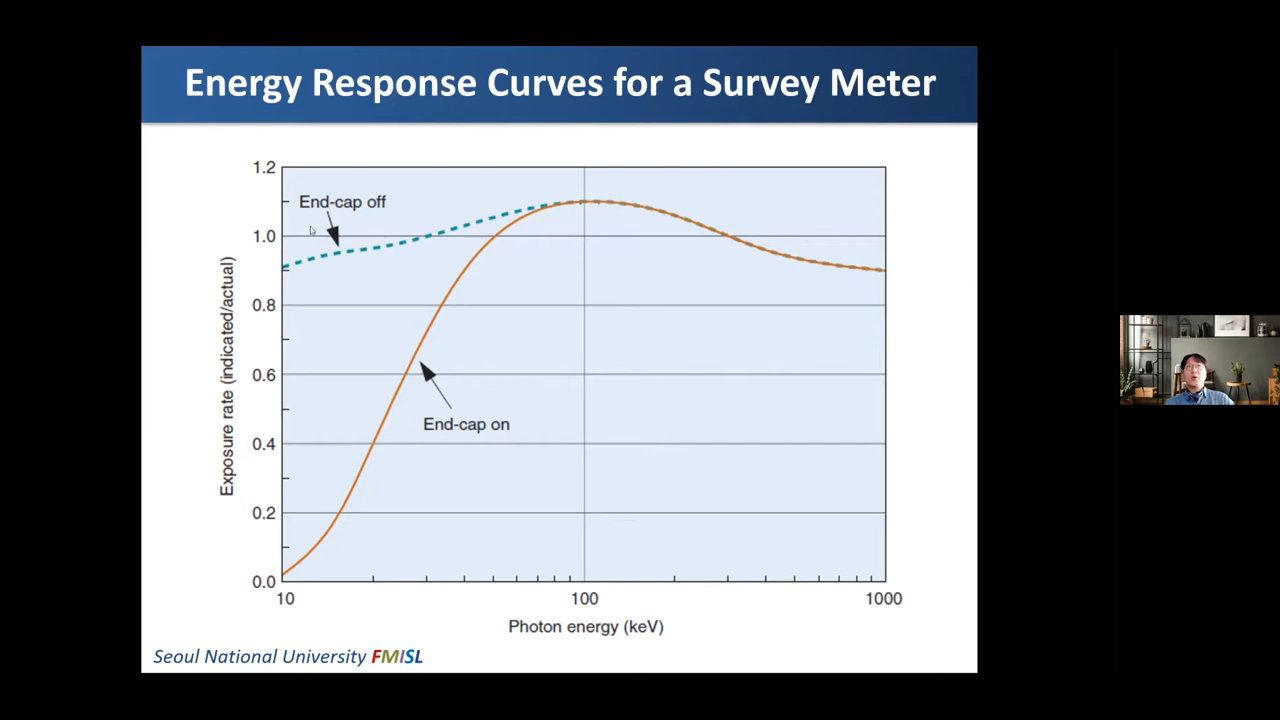 Energy Response Curves for a Survey Meter
1.2
1.0
0.8
0.6
0.4
0.2
0.0
Exposure rate (indicated/actual)
End-cap off
End-cap on
10
100
1000
Photon energy (keV)
Seoul National University FMISL